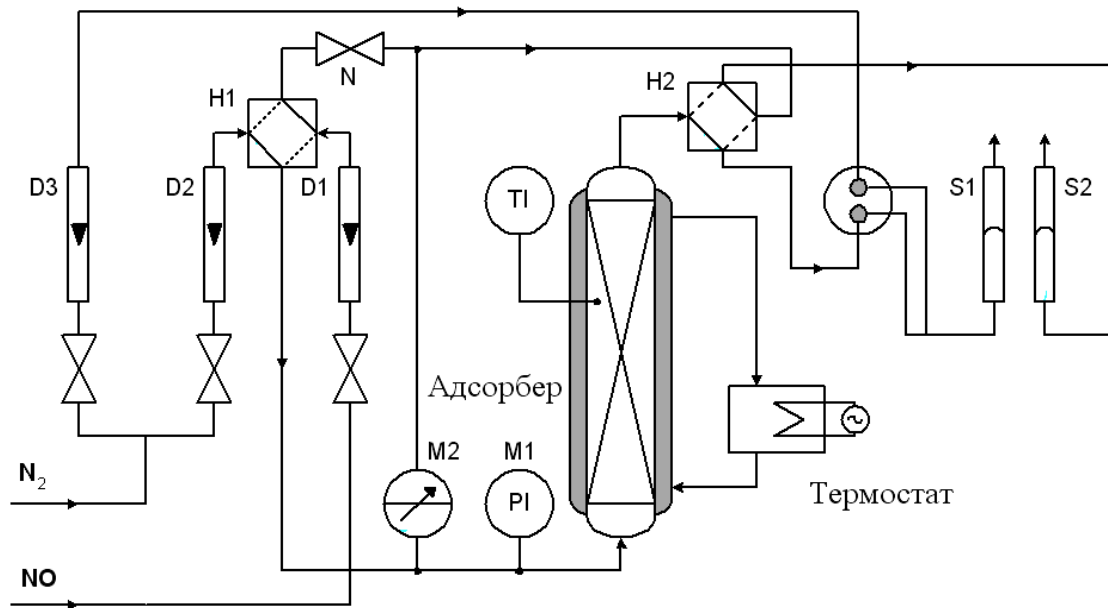 N
H1
H2
D3
D2
D1
TI
S1
S2
Адсорбер
M2
M1
PI
N₂
Термостат
NO